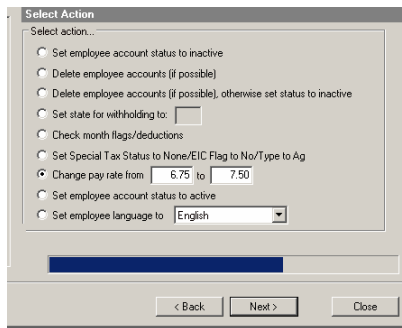 Select Action
Select action...
Set employee account status to inactive
Delete employee accounts (if possible)
Delete employee accounts (if possible), otherwise set status to inactive
Set state for withholding to:
Check month flags/deductions
Set Special Tax Status to None/EIC Flag to No/Type to Ag
Change pay rate from 6.75 to 7.50
Set employee account status to active
Set employee language to English
< Back Next > Close